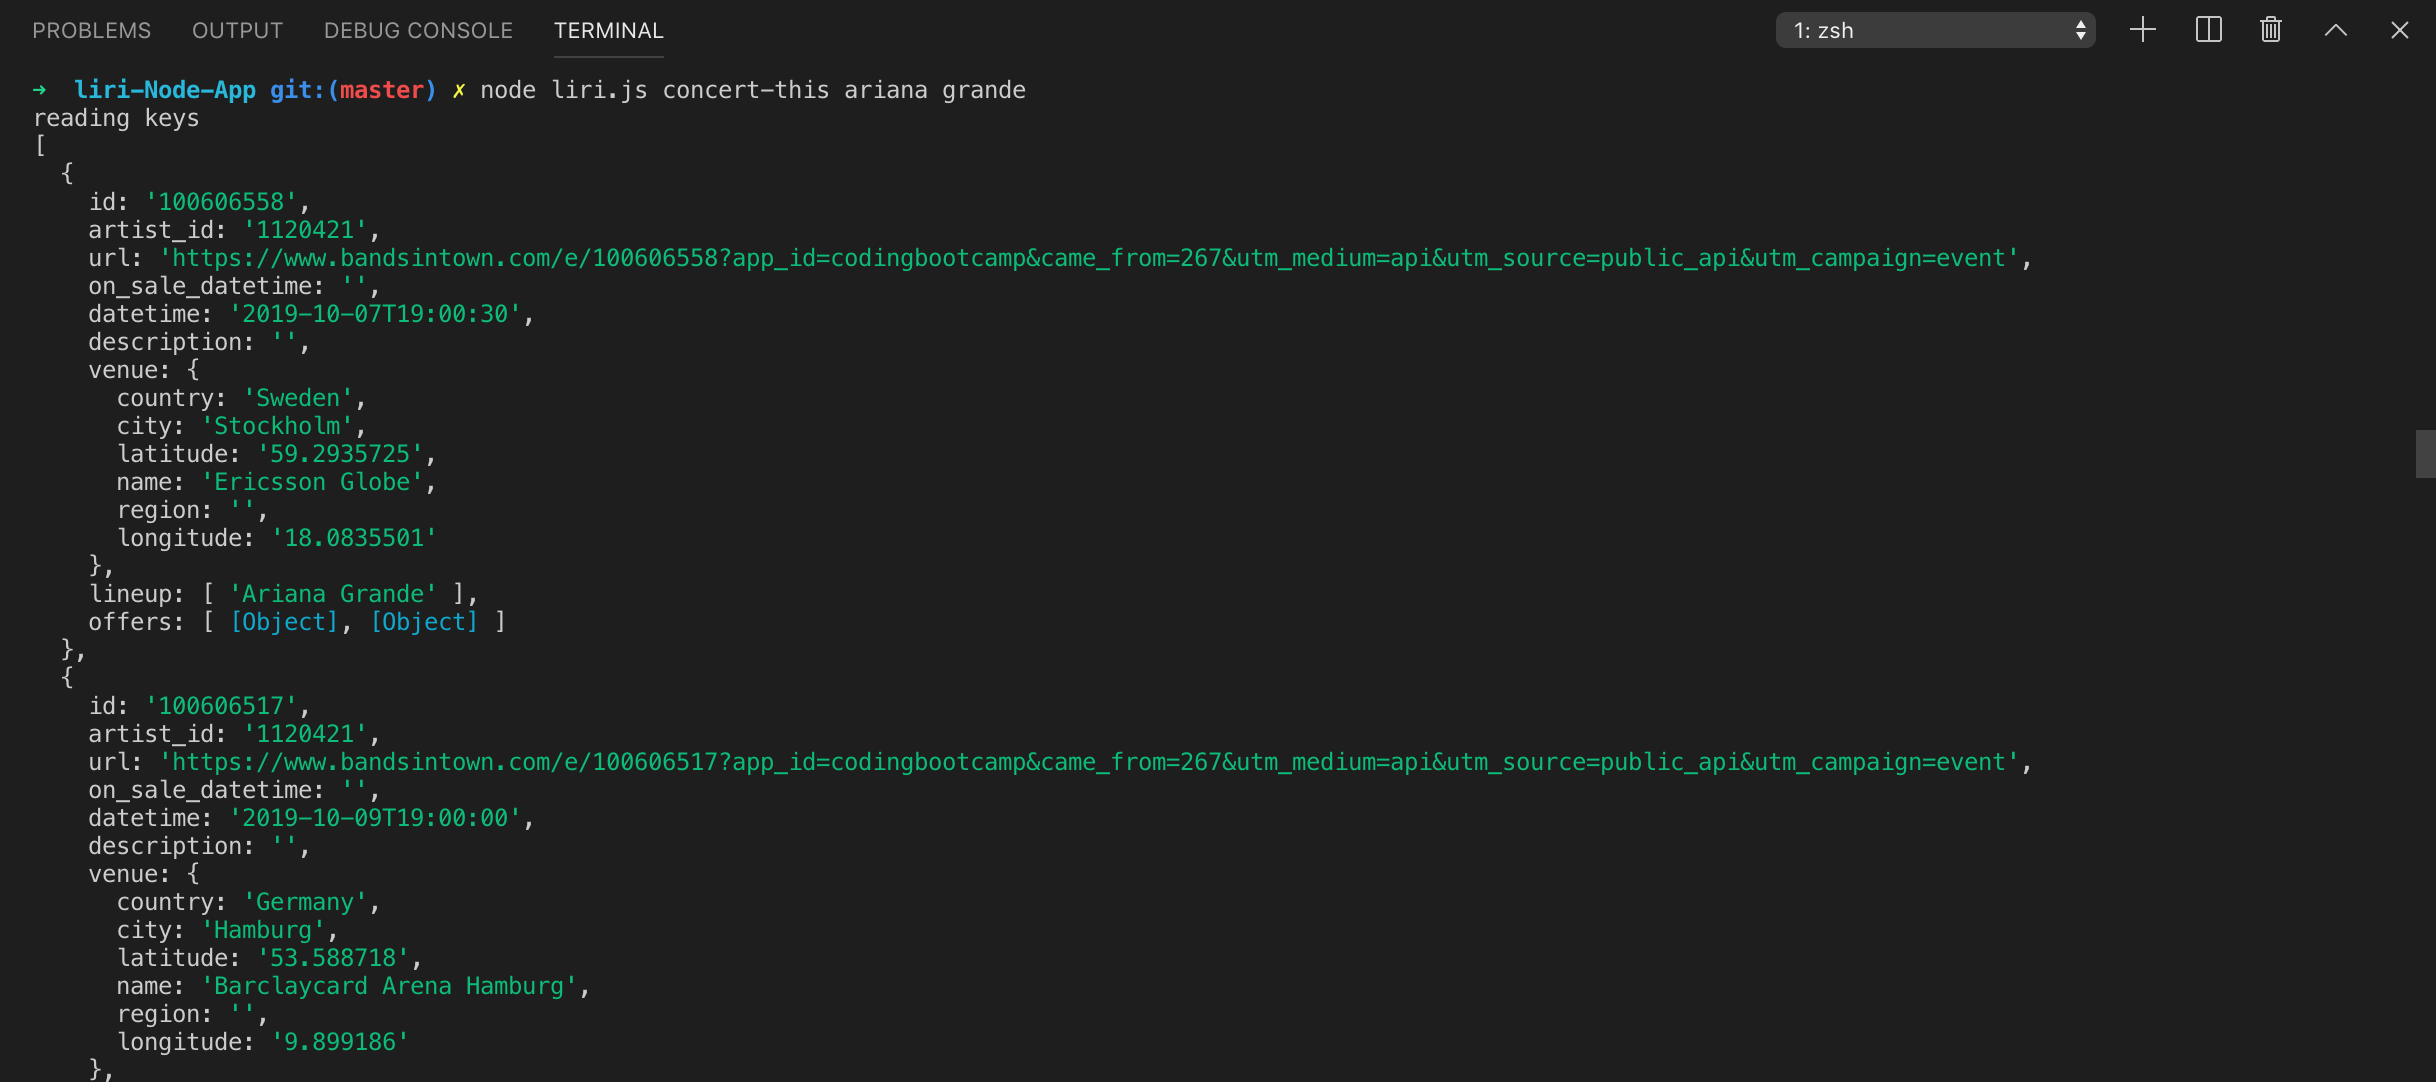 PROBLEMS OUTPUT DEBUG CONSOLE TERMINAL 1: zsh
➜  liri-Node-App git:(master) ✗ node liri.js concert-this ariana grande
reading keys
[
  {
    id: '100606558',
    artist_id: '1120421',
    url: 'https://www.bandsintown.com/e/100606558?app_id=codingbootcamp&came_from=267&utm_medium=api&utm_source=public_api&utm_campaign=event',
    on_sale_datetime: '',
    datetime: '2019-10-07T19:00:30',
    description: '',
    venue: {
      country: 'Sweden',
      city: 'Stockholm',
      latitude: '59.2935725',
      name: 'Ericsson Globe',
      region: '',
      longitude: '18.0835501'
    },
    lineup: [ 'Ariana Grande' ],
    offers: [ [Object], [Object] ]
  },
  {
    id: '100606517',
    artist_id: '1120421',
    url: 'https://www.bandsintown.com/e/100606517?app_id=codingbootcamp&came_from=267&utm_medium=api&utm_source=public_api&utm_campaign=event',
    on_sale_datetime: '',
    datetime: '2019-10-09T19:00:00',
    description: '',
    venue: {
      country: 'Germany',
      city: 'Hamburg',
      latitude: '53.588718',
      name: 'Barclaycard Arena Hamburg',
      region: '',
      longitude: '9.899186'
    },